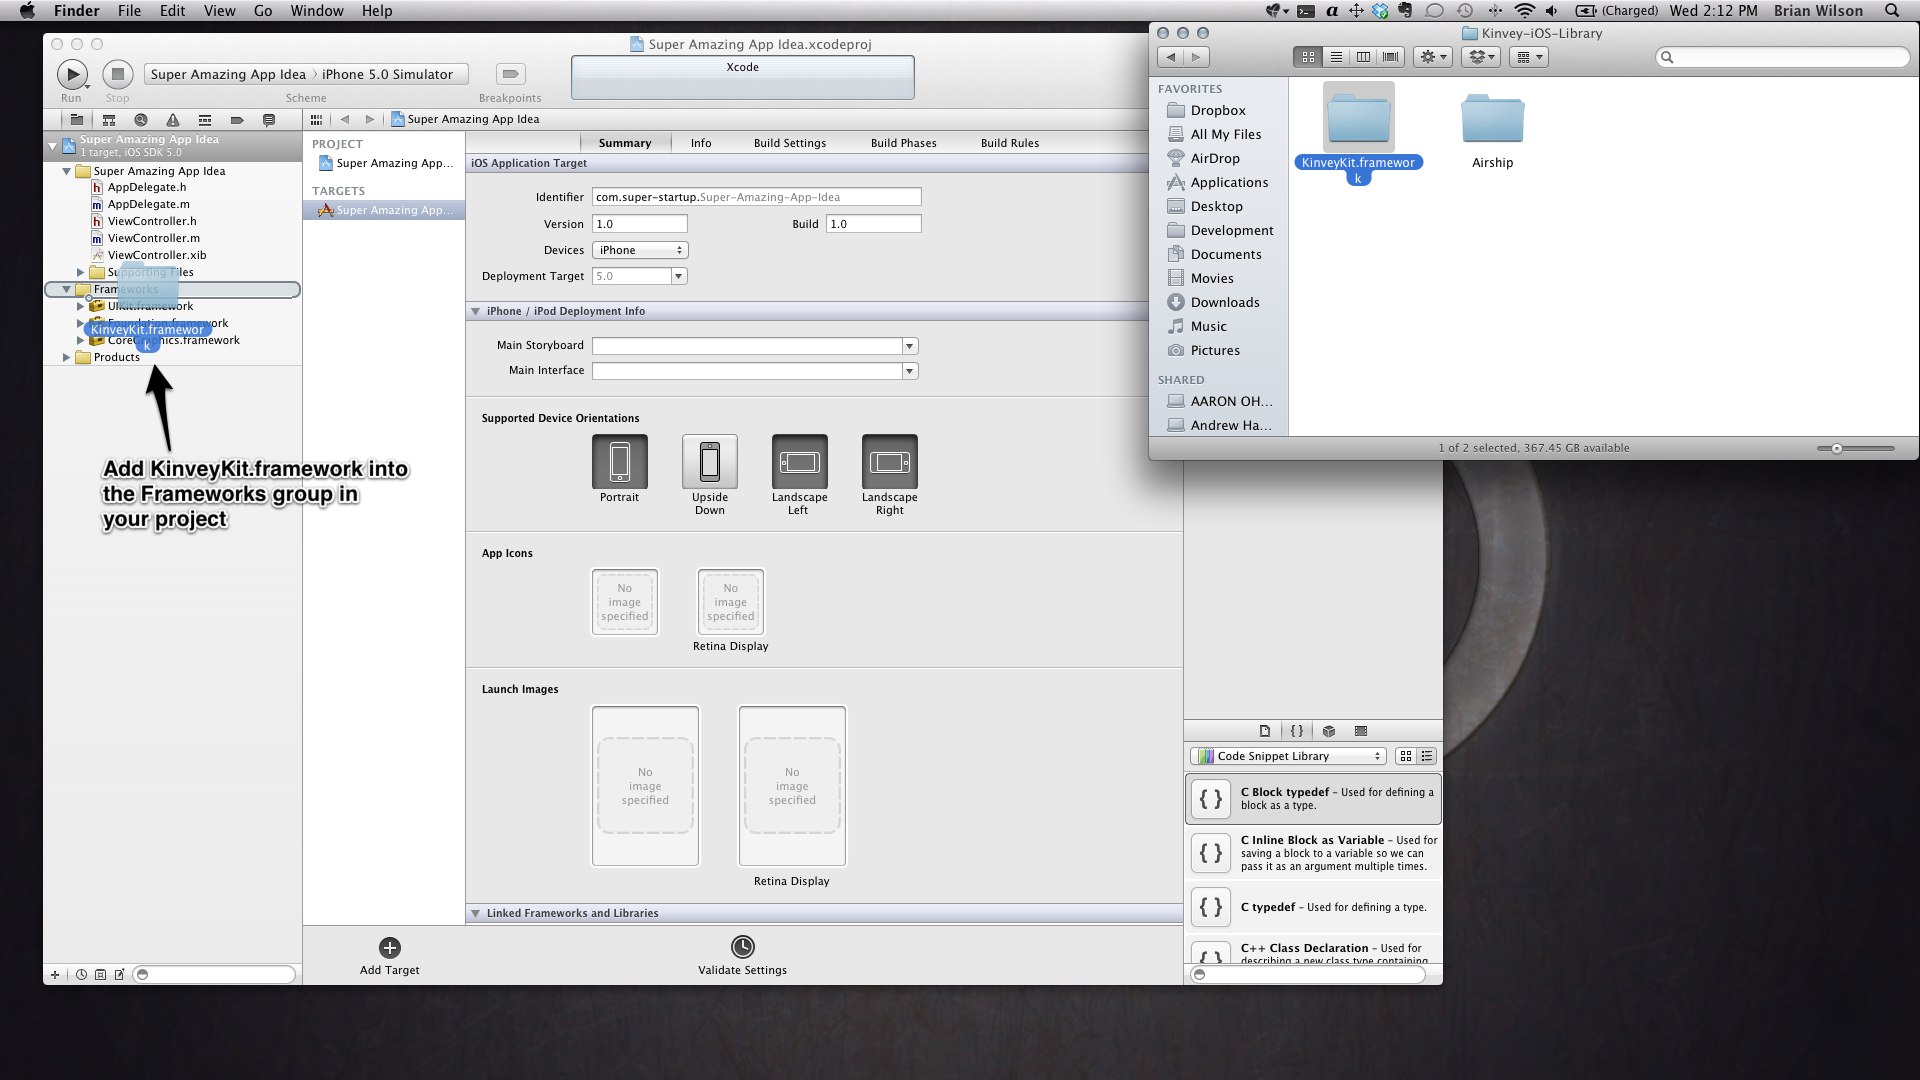 Finder File Edit View Go Window Help
(Charged) Wed 2:12 PM Brian Wilson
Super Amazing App Idea.xcodeproj
Super Amazing App Idea › iPhone 5.0 Simulator
Xcode
Run Stop Scheme Breakpoints
Super Amazing App Idea
1 target, iOS SDK 5.0
Super Amazing App Idea
AppDelegate.h
AppDelegate.m
ViewController.h
ViewController.m
ViewController.xib
Supporting Files
Frameworks
UIKit.framework
Foundation.framework
KinveyKit.framewor
k
CoreGraphics.framework
Products
Add KinveyKit.framework into
the Frameworks group in
your project
Super Amazing App Idea
PROJECT
Super Amazing App...
TARGETS
Super Amazing App...
Summary Info Build Settings Build Phases Build Rules
iOS Application Target
Identifier com.super-startup.Super-Amazing-App-Idea
Version 1.0 Build 1.0
Devices iPhone
Deployment Target 5.0
iPhone / iPod Deployment Info
Main Storyboard
Main Interface
Supported Device Orientations
Portrait
Upside
Down
Landscape
Left
Landscape
Right
App Icons
No
image
specified
No
image
specified
Retina Display
Launch Images
No
image
specified
No
image
specified
Retina Display
Linked Frameworks and Libraries
Add Target
Validate Settings
Kinvey-iOS-Library
FAVORITES
Dropbox
All My Files
AirDrop
Applications
Desktop
Development
Documents
Movies
Downloads
Music
Pictures
SHARED
AARON OH...
Andrew Ha...
KinveyKit.framewor
k
Airship
1 of 2 selected, 367.45 GB available
Code Snippet Library
{ } C Block typedef – Used for defining a
block as a type.
{ } C Inline Block as Variable – Used for
saving a block to a variable so we can
pass it as an argument multiple times.
{ } C typedef – Used for defining a type.
{ } C++ Class Declaration – Used for
describing a new class type containing